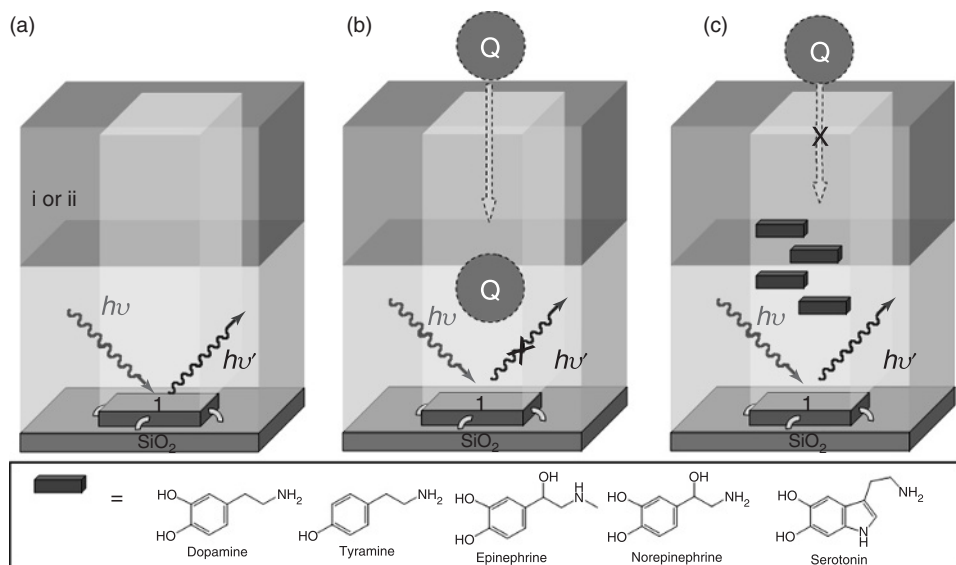 (a)
(b)
(c)
Q
Q
Q
X
i or ii
hυ
hυ'
hυ
X
hυ'
hυ
hυ'
1
1
1
SiO₂
SiO₂
SiO₂
=
HO
HO
NH₂
Dopamine
HO
NH₂
Tyramine
OH
H
N
HO
HO
Epinephrine
OH
HO
NH₂
HO
Norepinephrine
NH₂
HO
HO
N
H
Serotonin